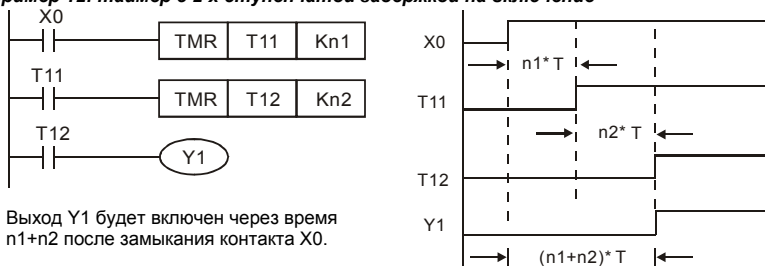 Пример 12: Таймер с 2-х ступенчатой задержкой на включение
X0
TMR T11 Kn1
T11
TMR T12 Kn2
T12
Y1
Выход Y1 будет включен через время
n1+n2 после замыкания контакта X0.
X0
n1* T
T11
n2* T
T12
Y1
(n1+n2)* T